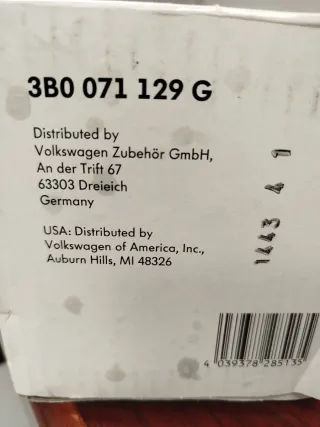 3B0 071 129 G
Distributed by
Volkswagen Zubehör GmbH,
An der Trift 67
63303 Dreieich
Germany
USA: Distributed by
Volkswagen of America, Inc.,
Auburn Hills, MI 48326
4 039378 285135